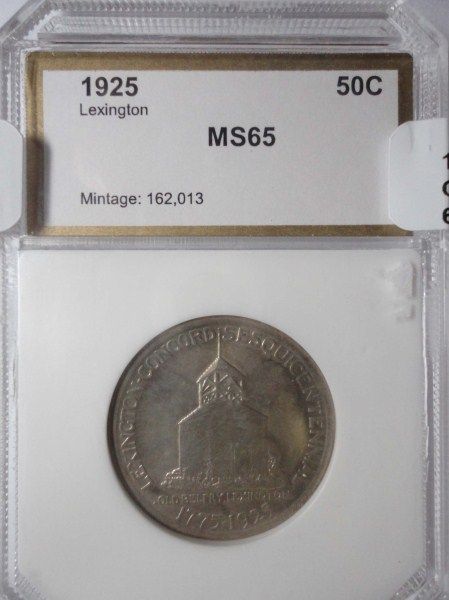 1925 50C
Lexington
MS65
Mintage: 162,013
LEXINGTON·CONCORD·SESQUICENTENNIAL
OLD BELFRY, LEXINGTON
1775-1925